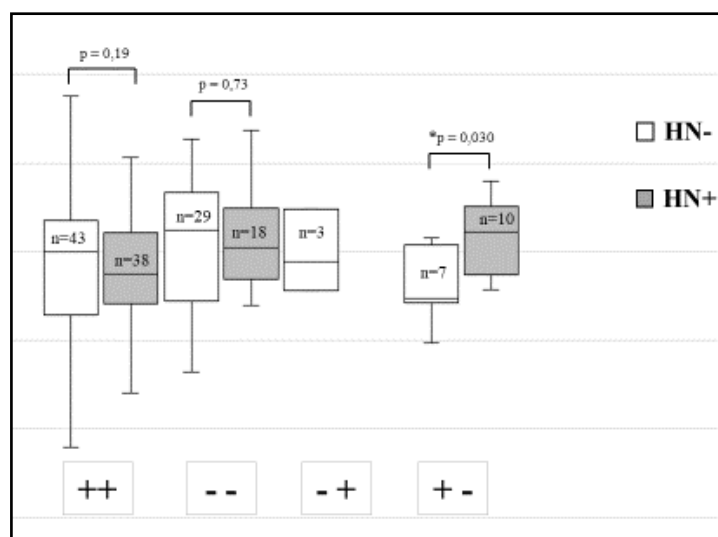 p = 0,19
p = 0,73
*p = 0,030
HN-
HN+
n=43
n=38
n=29
n=18
n=3
n=7
n=10
++
- -
- +
+ -